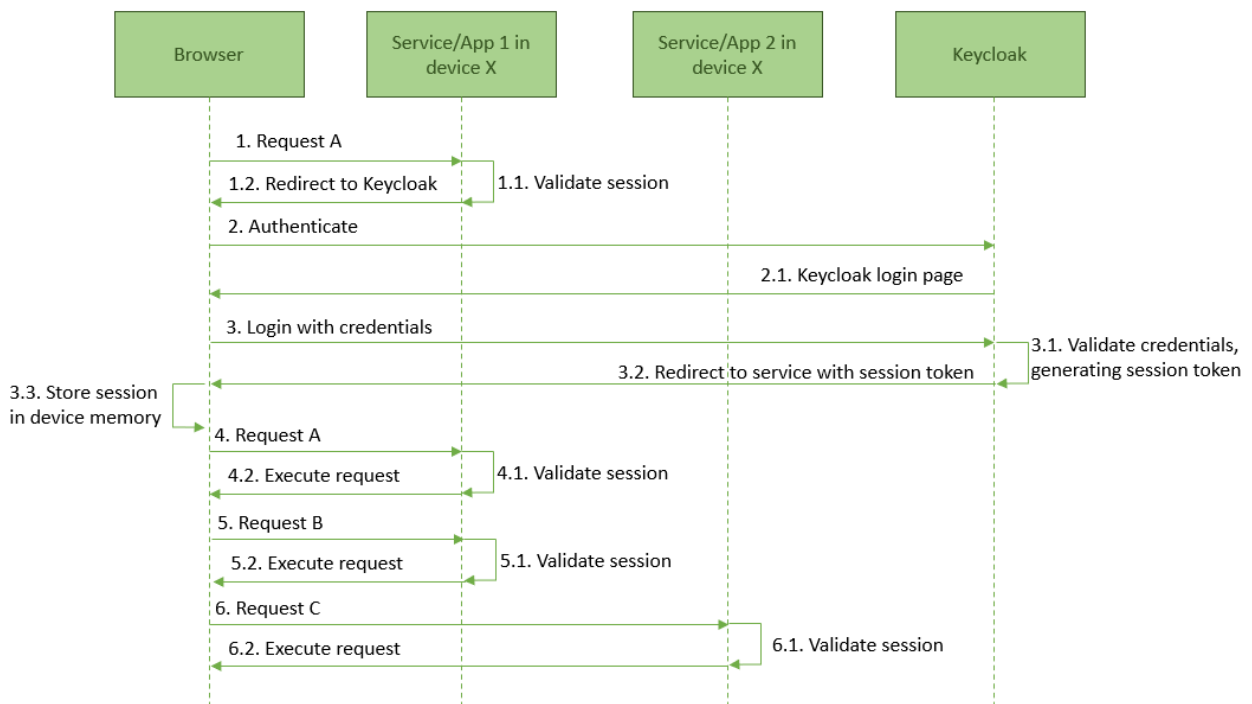 Browser
Service/App 1 in
device X
Service/App 2 in
device X
Keycloak
1. Request A
1.1. Validate session
1.2. Redirect to Keycloak
2. Authenticate
2.1. Keycloak login page
3. Login with credentials
3.1. Validate credentials,
generating session token
3.2. Redirect to service with session token
3.3. Store session
in device memory
4. Request A
4.1. Validate session
4.2. Execute request
5. Request B
5.1. Validate session
5.2. Execute request
6. Request C
6.1. Validate session
6.2. Execute request